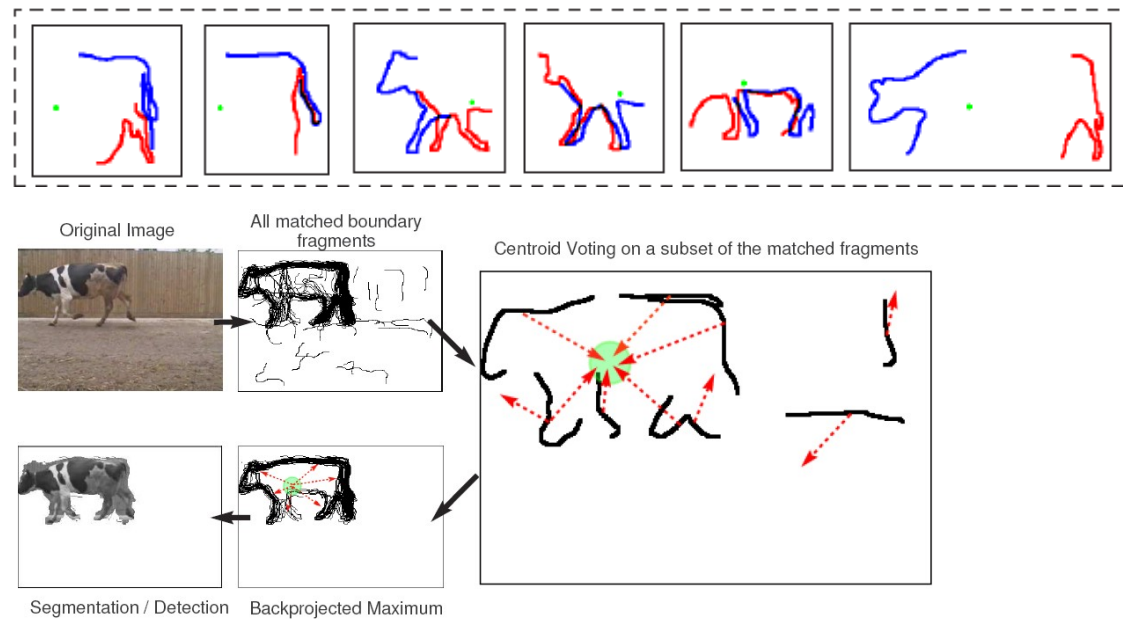 Original Image
All matched boundary
fragments
Centroid Voting on a subset of the matched fragments
Segmentation / Detection
Backprojected Maximum